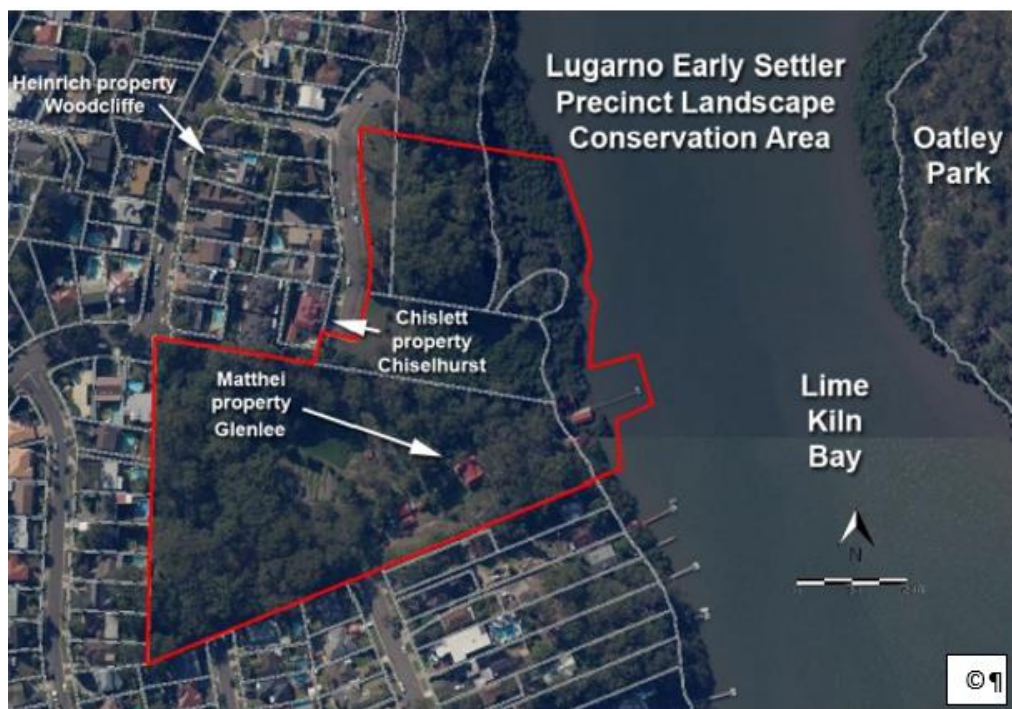 Heinrich property
Woodcliffe
Lugarno Early Settler
Precinct Landscape
Conservation Area
Oatley
Park
Chislett
property
Chiselhurst
Matthei
property
Glenlee
Lime
Kiln
Bay
N
©¶